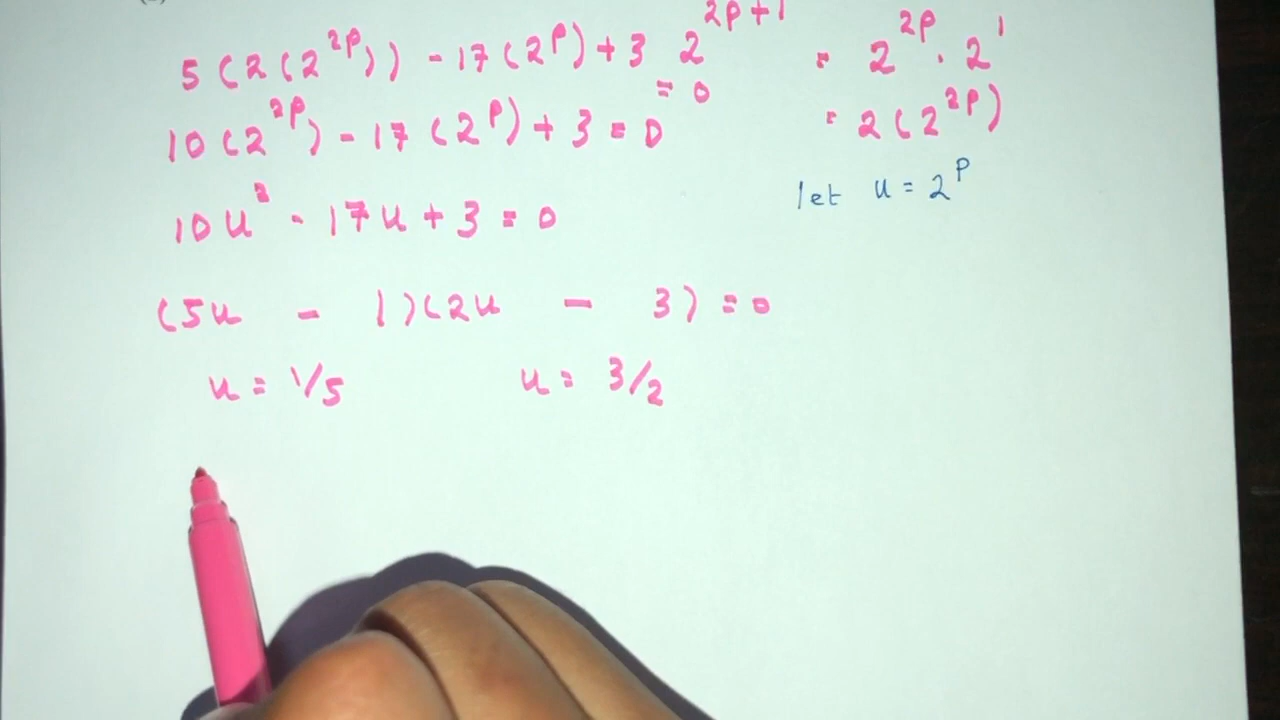 5(2(2^{2p})) - 17(2^p) + 3 = 0
2^{2p+1} = 2^{2p} · 2^1
= 2(2^{2p})
10(2^{2p}) - 17(2^p) + 3 = 0
let u = 2^p
10u^2 - 17u + 3 = 0
(5u - 1)(2u - 3) = 0
u = 1/5 u = 3/2